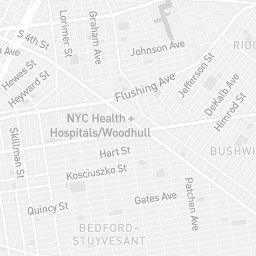 S 4th St
Lorimer St
Graham Ave
Johnson Ave
RIDG
Hewes St
Heyward St
Flushing Ave
Jefferson St
DeKalb Ave
Himrod St
NYC Health +
Hospitals/Woodhull
Skillman St
Hart St
BUSHWI
Kosciuszko St
Quincy St
Gates Ave
Patchen Ave
BEDFORD-
STUYVESANT